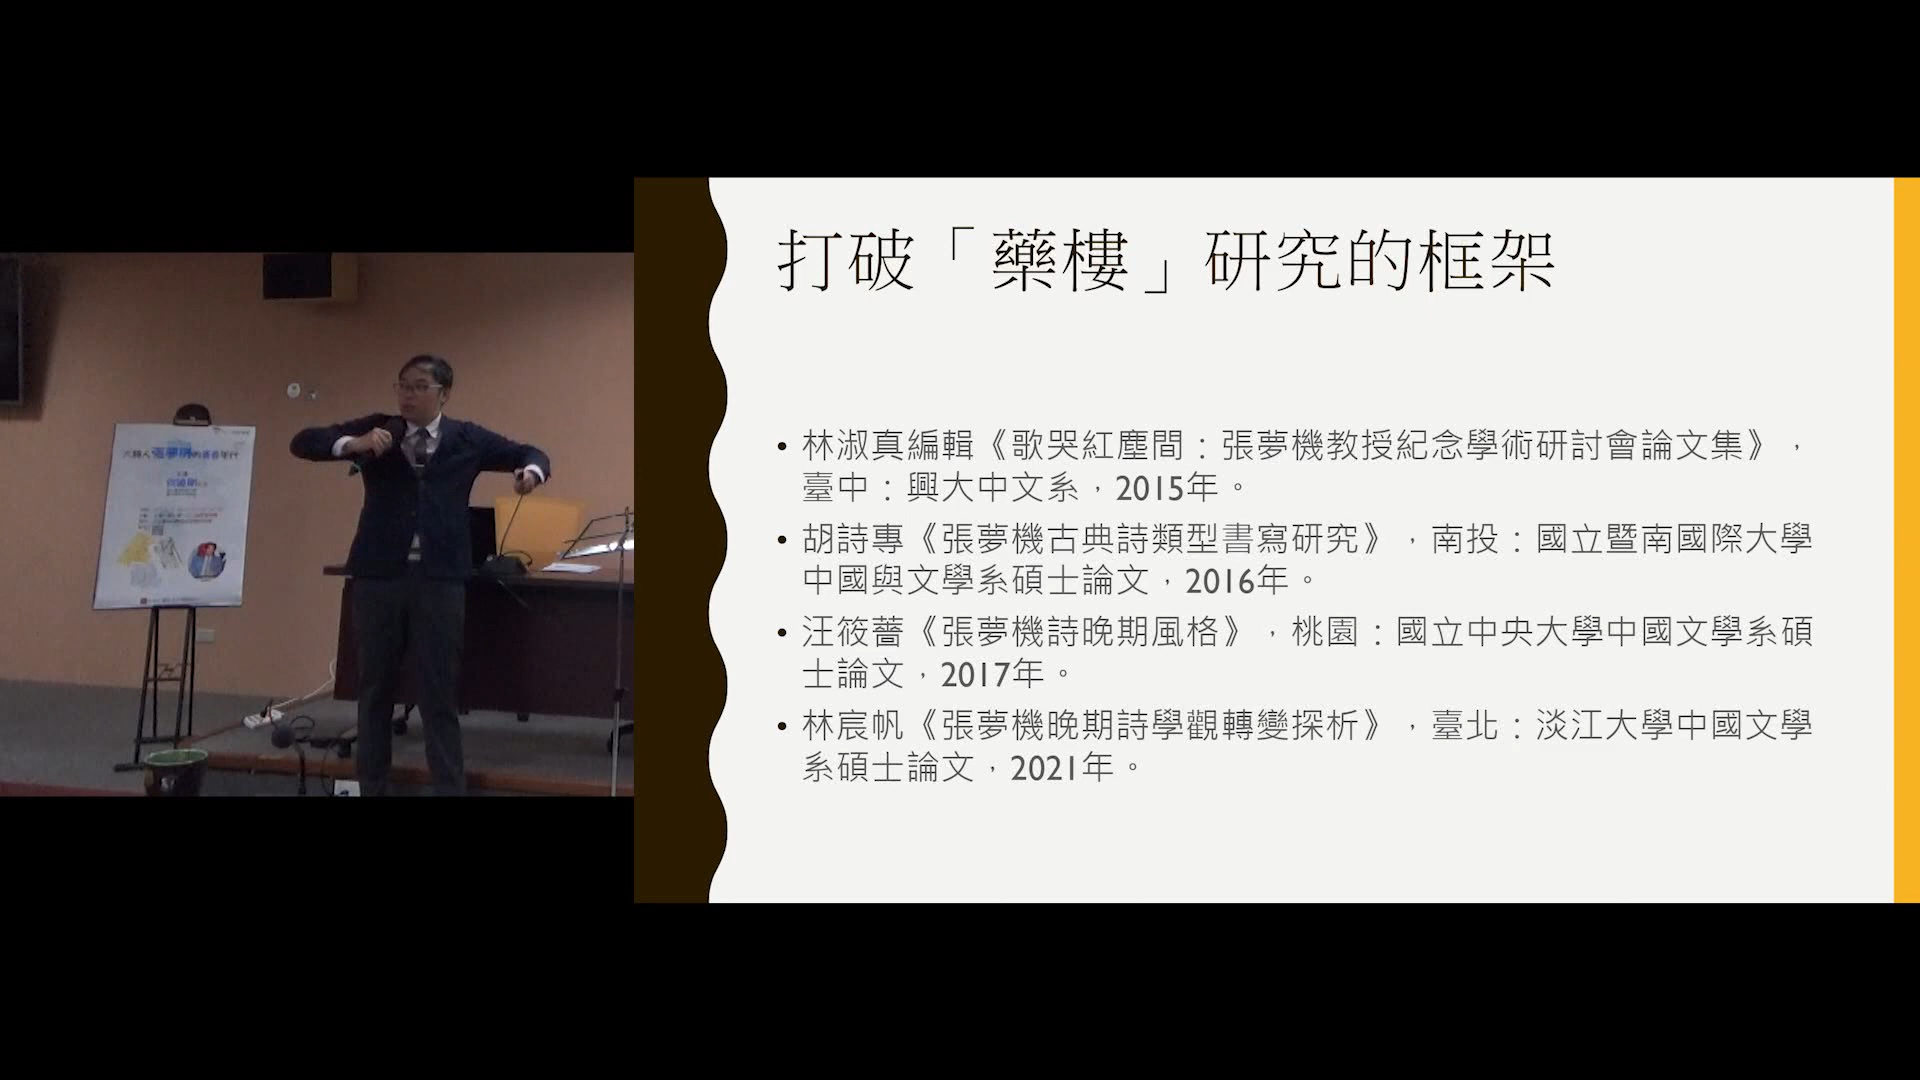 打破「藥樓」研究的框架
• 林淑真編輯《歌哭紅塵間：張夢機教授紀念學術研討會論文集》，
臺中：興大中文系，2015年。
• 胡詩專《張夢機古典詩類型書寫研究》，南投：國立暨南國際大學
中國與文學系碩士論文，2016年。
• 汪筱薔《張夢機詩晚期風格》，桃園：國立中央大學中國文學系碩
士論文，2017年。
• 林宸帆《張夢機晚期詩學觀轉變探析》，臺北：淡江大學中國文學
系碩士論文，2021年。